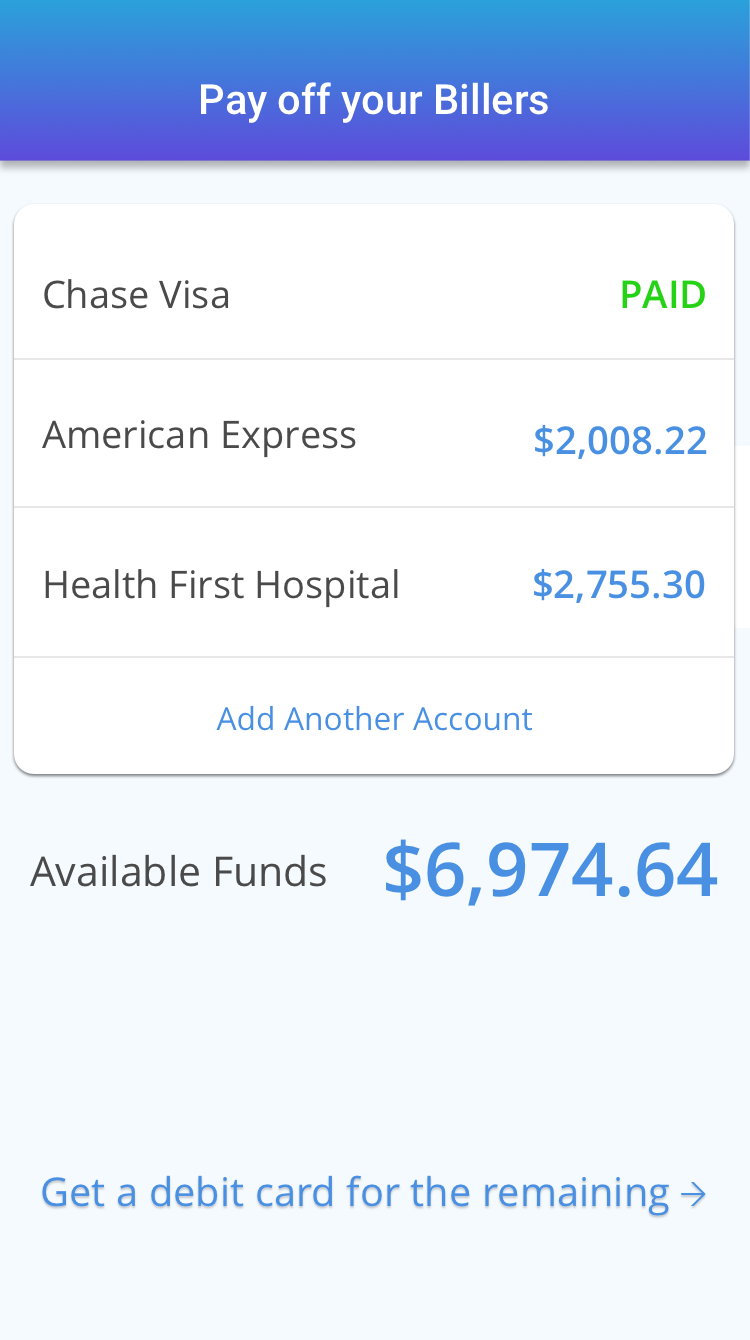 Pay off your Billers
Chase Visa PAID
American Express $2,008.22
Health First Hospital $2,755.30
Add Another Account
Available Funds $6,974.64
Get a debit card for the remaining →